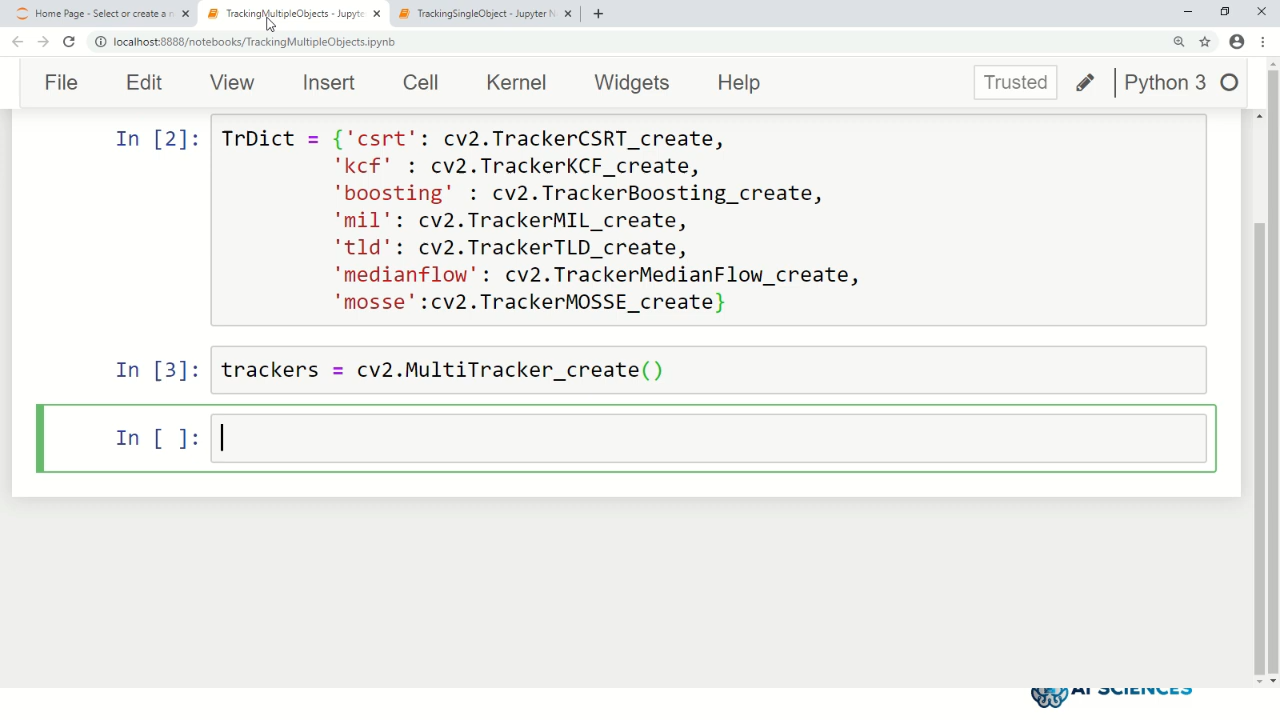 Home Page - Select or create a n
TrackingMultipleObjects - Jupyte
TrackingSingleObject - Jupyter N
localhost:8888/notebooks/TrackingMultipleObjects.ipynb
File Edit View Insert Cell Kernel Widgets Help Trusted Python 3
In [2]: TrDict = {'csrt': cv2.TrackerCSRT_create,
'kcf' : cv2.TrackerKCF_create,
'boosting' : cv2.TrackerBoosting_create,
'mil': cv2.TrackerMIL_create,
'tld': cv2.TrackerTLD_create,
'medianflow': cv2.TrackerMedianFlow_create,
'mosse':cv2.TrackerMOSSE_create}
In [3]: trackers = cv2.MultiTracker_create()
In [ ]:
AI SCIENCES